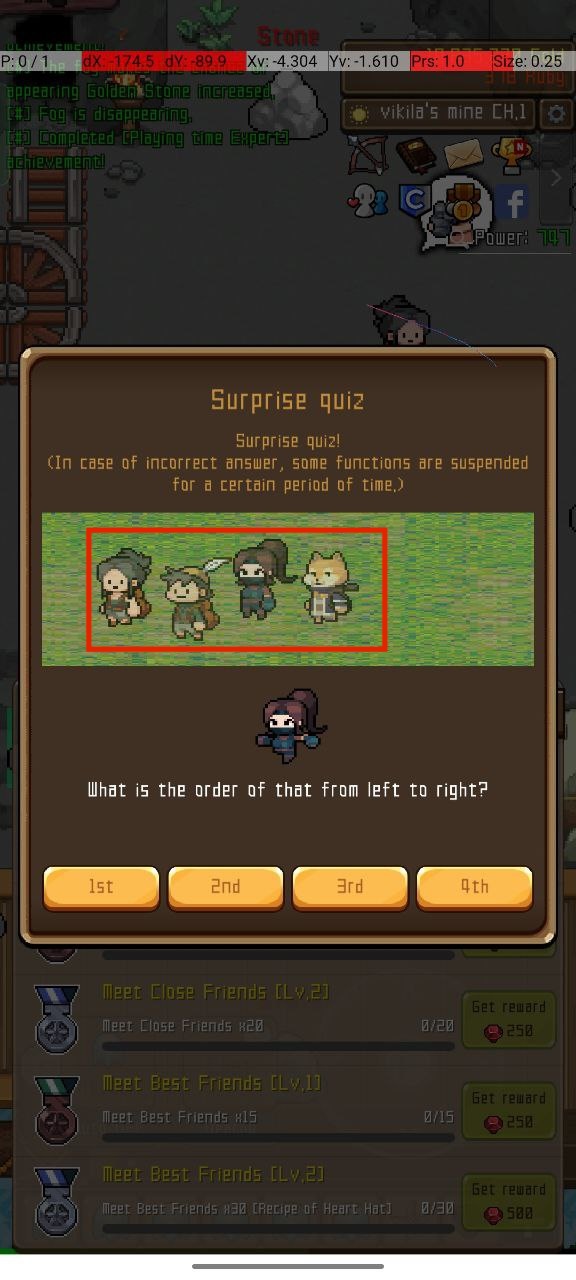 Stone
P: 0 / 1 dX: -174.5 dY: -89.9 Xv: -4.304 Yv: -1.610 Prs: 1.0 Size: 0.25
appearing Golden Stone increased.
[#] Fog is disappearing.
[#] Completed [Playing time Expert]
achievement!
Ruby
vikila's mine CH.1
N
C
f
Power: 747
Surprise quiz
Surprise quiz!
(In case of incorrect answer, some functions are suspended
for a certain period of time.)
What is the order of that from left to right?
1st 2nd 3rd 4th
Meet Close Friends [Lv.2]
Meet Close Friends x20 0/20
Get reward
250
Meet Best Friends [Lv.1]
Meet Best Friends x15 0/15
Get reward
250
Meet Best Friends [Lv.2]
Meet Best Friends x30 [Recipe of Heart Hat] 0/30
Get reward
500